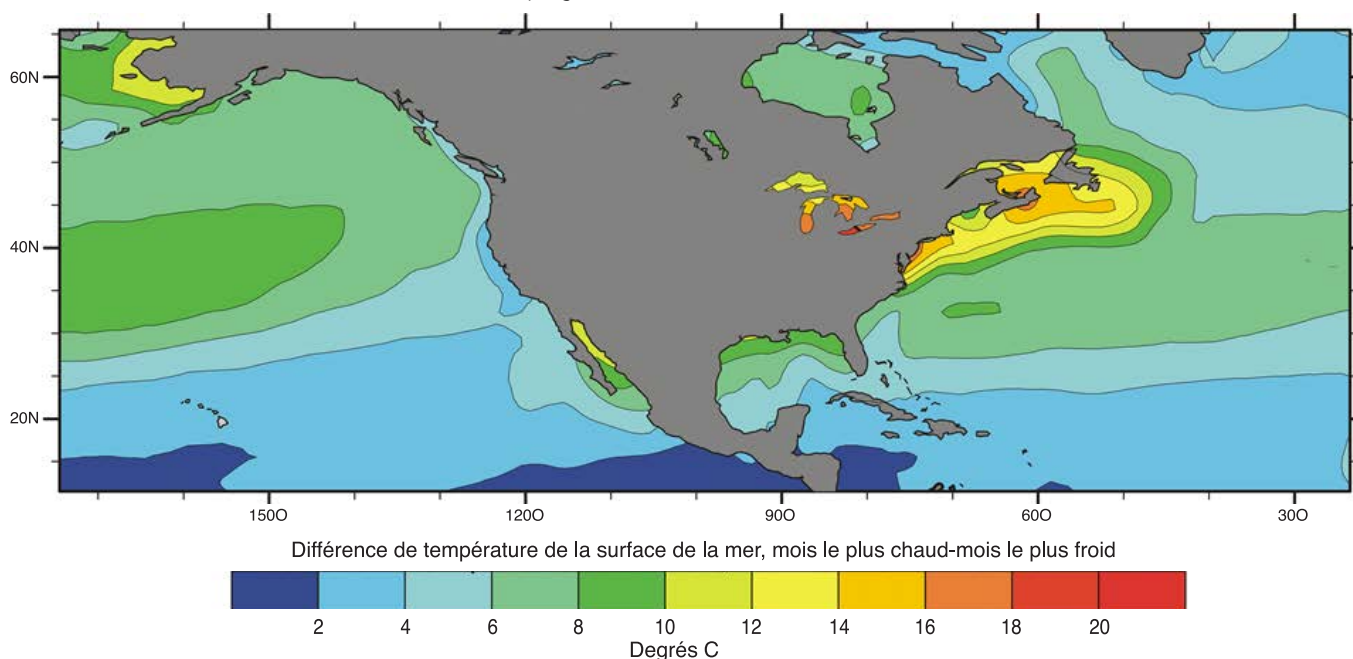 60N
40N
20N
150O 120O 90O 60O 30O
Différence de température de la surface de la mer, mois le plus chaud-mois le plus froid
2 4 6 8 10 12 14 16 18 20
Degrés C